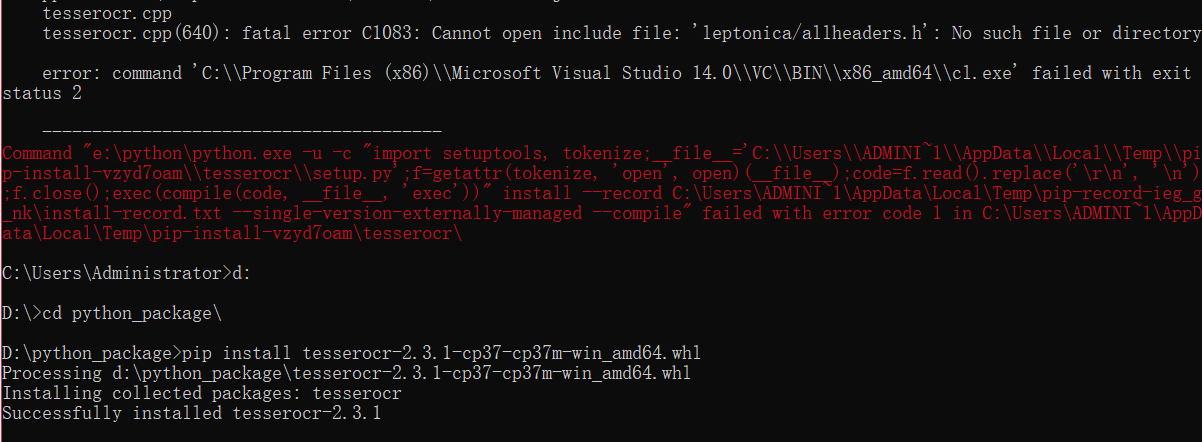 tesserocr.cpp
tesserocr.cpp(640): fatal error C1083: Cannot open include file: 'leptonica/allheaders.h': No such file or directory
error: command 'C:\\Program Files (x86)\\Microsoft Visual Studio 14.0\\VC\\BIN\\x86_amd64\\cl.exe' failed with exit
status 2
----------------------------------------
Command "e:\python\python.exe -u -c "import setuptools, tokenize;__file__='C:\\Users\\ADMINI~1\\AppData\\Local\\Temp\\pi
p-install-vzyd7oam\\tesserocr\\setup.py';f=getattr(tokenize, 'open', open)(__file__);code=f.read().replace('\r\n', '\n')
;f.close();exec(compile(code, __file__, 'exec'))" install --record C:\Users\ADMINI~1\AppData\Local\Temp\pip-record-ieg_g
_nk\install-record.txt --single-version-externally-managed --compile" failed with error code 1 in C:\Users\ADMINI~1\AppD
ata\Local\Temp\pip-install-vzyd7oam\tesserocr\
C:\Users\Administrator>d:
D:\>cd python_package\
D:\python_package>pip install tesserocr-2.3.1-cp37-cp37m-win_amd64.whl
Processing d:\python_package\tesserocr-2.3.1-cp37-cp37m-win_amd64.whl
Installing collected packages: tesserocr
Successfully installed tesserocr-2.3.1